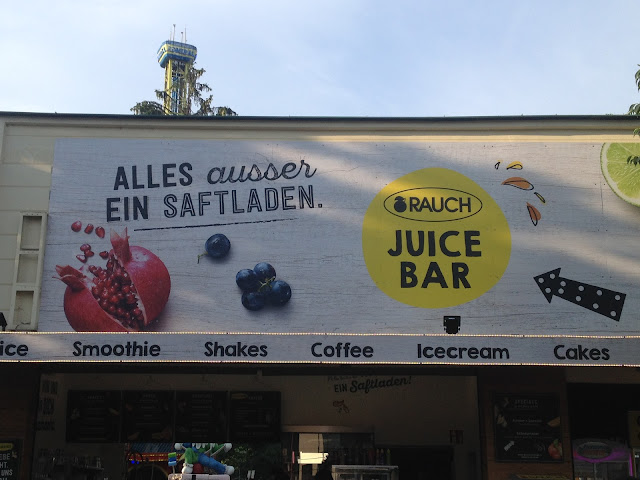 ALLES ausser
EIN SAFTLADEN.
RAUCH
JUICE
BAR
ice Smoothie Shakes Coffee Icecream Cakes
EIN Saftladen!